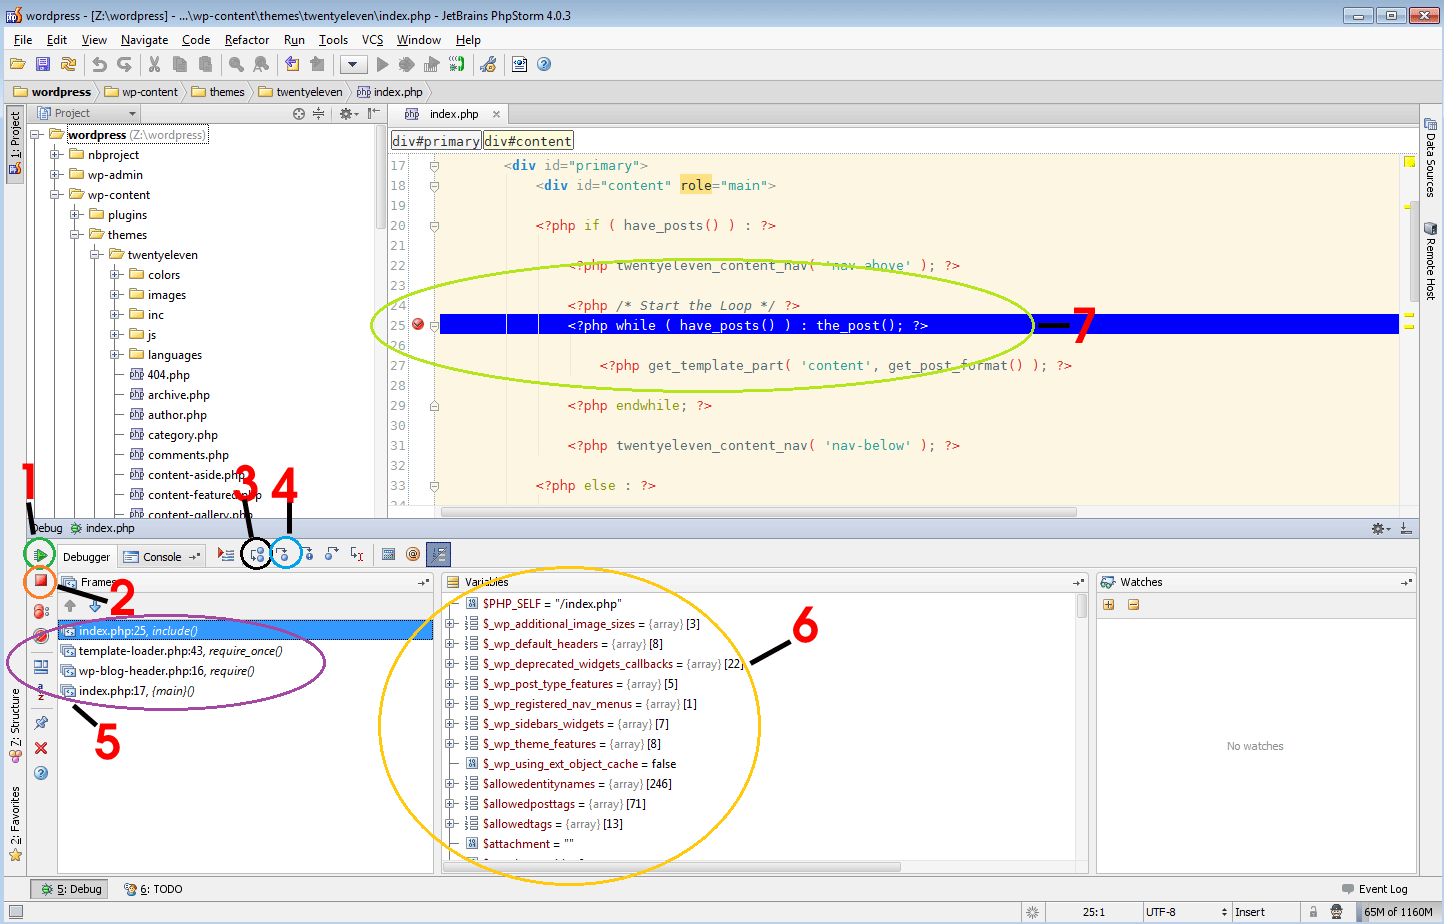 wordpress - [Z:\wordpress] - ...\wp-content\themes\twentyeleven\index.php - JetBrains PhpStorm 4.0.3
File Edit View Navigate Code Refactor Run Tools VCS Window Help
wordpress wp-content themes twentyeleven index.php
1: Project
Project
wordpress (Z:\wordpress)
nbproject
wp-admin
wp-content
plugins
themes
twentyeleven
colors
images
inc
js
languages
404.php
archive.php
author.php
category.php
comments.php
content-aside.php
content-featured.php
content-gallery.php
index.php
div#primary div#content
17 <div id="primary">
18 <div id="content" role="main">
19
20 <?php if ( have_posts() ) : ?>
21
22 <?php twentyeleven_content_nav( 'nav-above' ); ?>
23
24 <?php /* Start the Loop */ ?>
25 <?php while ( have_posts() ) : the_post(); ?>
26
27 <?php get_template_part( 'content', get_post_format() ); ?>
28
29 <?php endwhile; ?>
30
31 <?php twentyeleven_content_nav( 'nav-below' ); ?>
32
33 <?php else : ?>
34
7
Data Sources
Remote Host
1
3
4
Debug index.php
Debugger Console
2
Frames
index.php:25, include()
template-loader.php:43, require_once()
wp-blog-header.php:16, require()
index.php:17, {main}()
5
Variables
$PHP_SELF = "/index.php"
$_wp_additional_image_sizes = {array} [3]
$_wp_default_headers = {array} [8]
$_wp_deprecated_widgets_callbacks = {array} [22]
$_wp_post_type_features = {array} [5]
$_wp_registered_nav_menus = {array} [1]
$_wp_sidebars_widgets = {array} [7]
$_wp_theme_features = {array} [8]
$_wp_using_ext_object_cache = false
$allowedentitynames = {array} [246]
$allowedposttags = {array} [71]
$allowedtags = {array} [13]
$attachment = ""
6
Watches
No watches
Z: Structure
2: Favorites
5: Debug 6: TODO Event Log
25:1 UTF-8 Insert 65M of 1160M